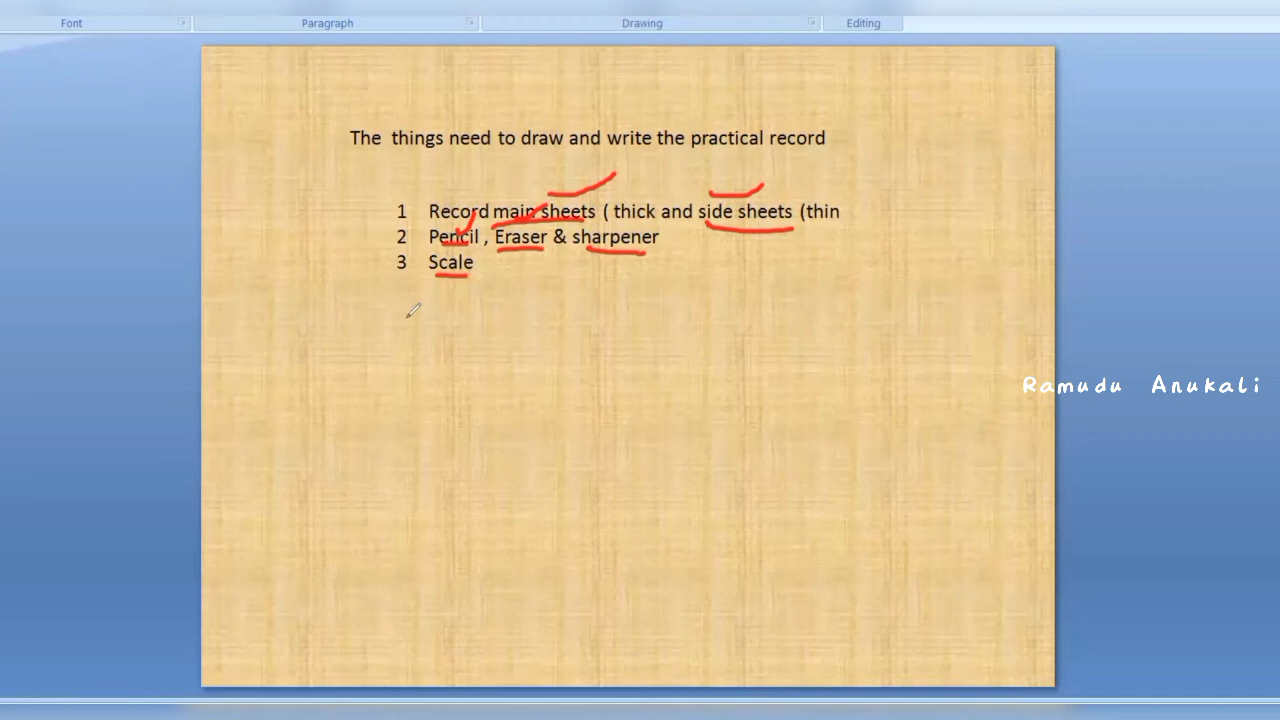 Font Paragraph Drawing Editing
The things need to draw and write the practical record
1 Record main sheets ( thick and side sheets (thin
2 Pencil , Eraser & sharpener
3 Scale
Ramudu Anukali